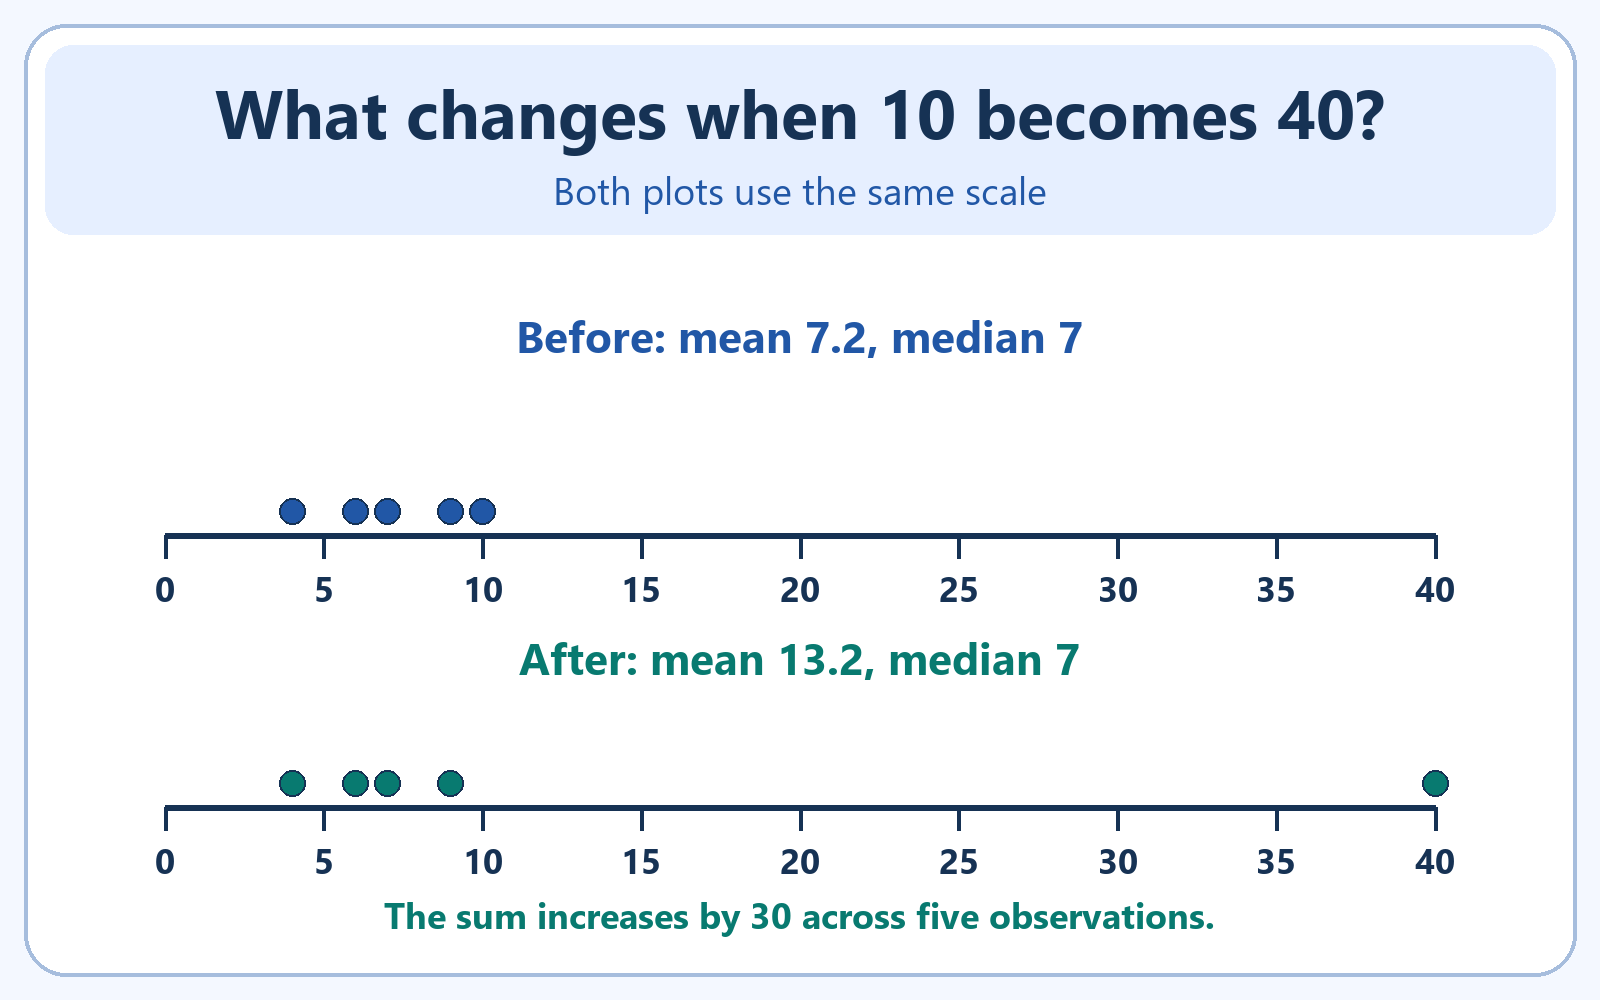 What changes when 10 becomes 40?
Both plots use the same scale
Before: mean 7.2, median 7
0 5 10 15 20 25 30 35 40
After: mean 13.2, median 7
0 5 10 15 20 25 30 35 40
The sum increases by 30 across five observations.